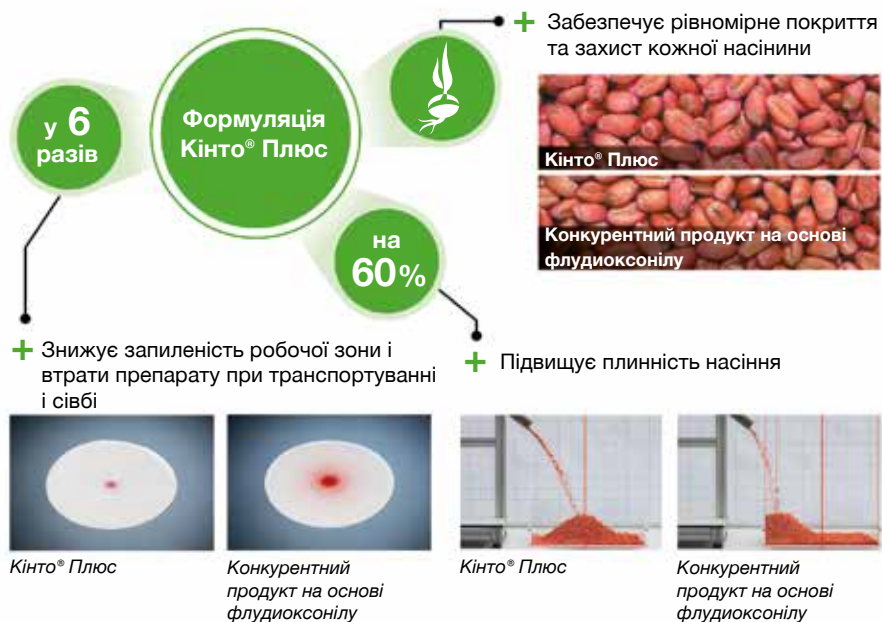 Формуляція
Кінто® Плюс
у 6
разів
на
60%
+ Забезпечує рівномірне покриття
та захист кожної насінини
Кінто® Плюс
Конкурентний продукт на основі
флудиоксонілу
+ Знижує запиленість робочої зони і
втрати препарату при транспортуванні
і сівбі
+ Підвищує плинність насіння
Кінто® Плюс
Конкурентний
продукт на основі
флудиоксонілу
Кінто® Плюс
Конкурентний
продукт на основі
флудиоксонілу